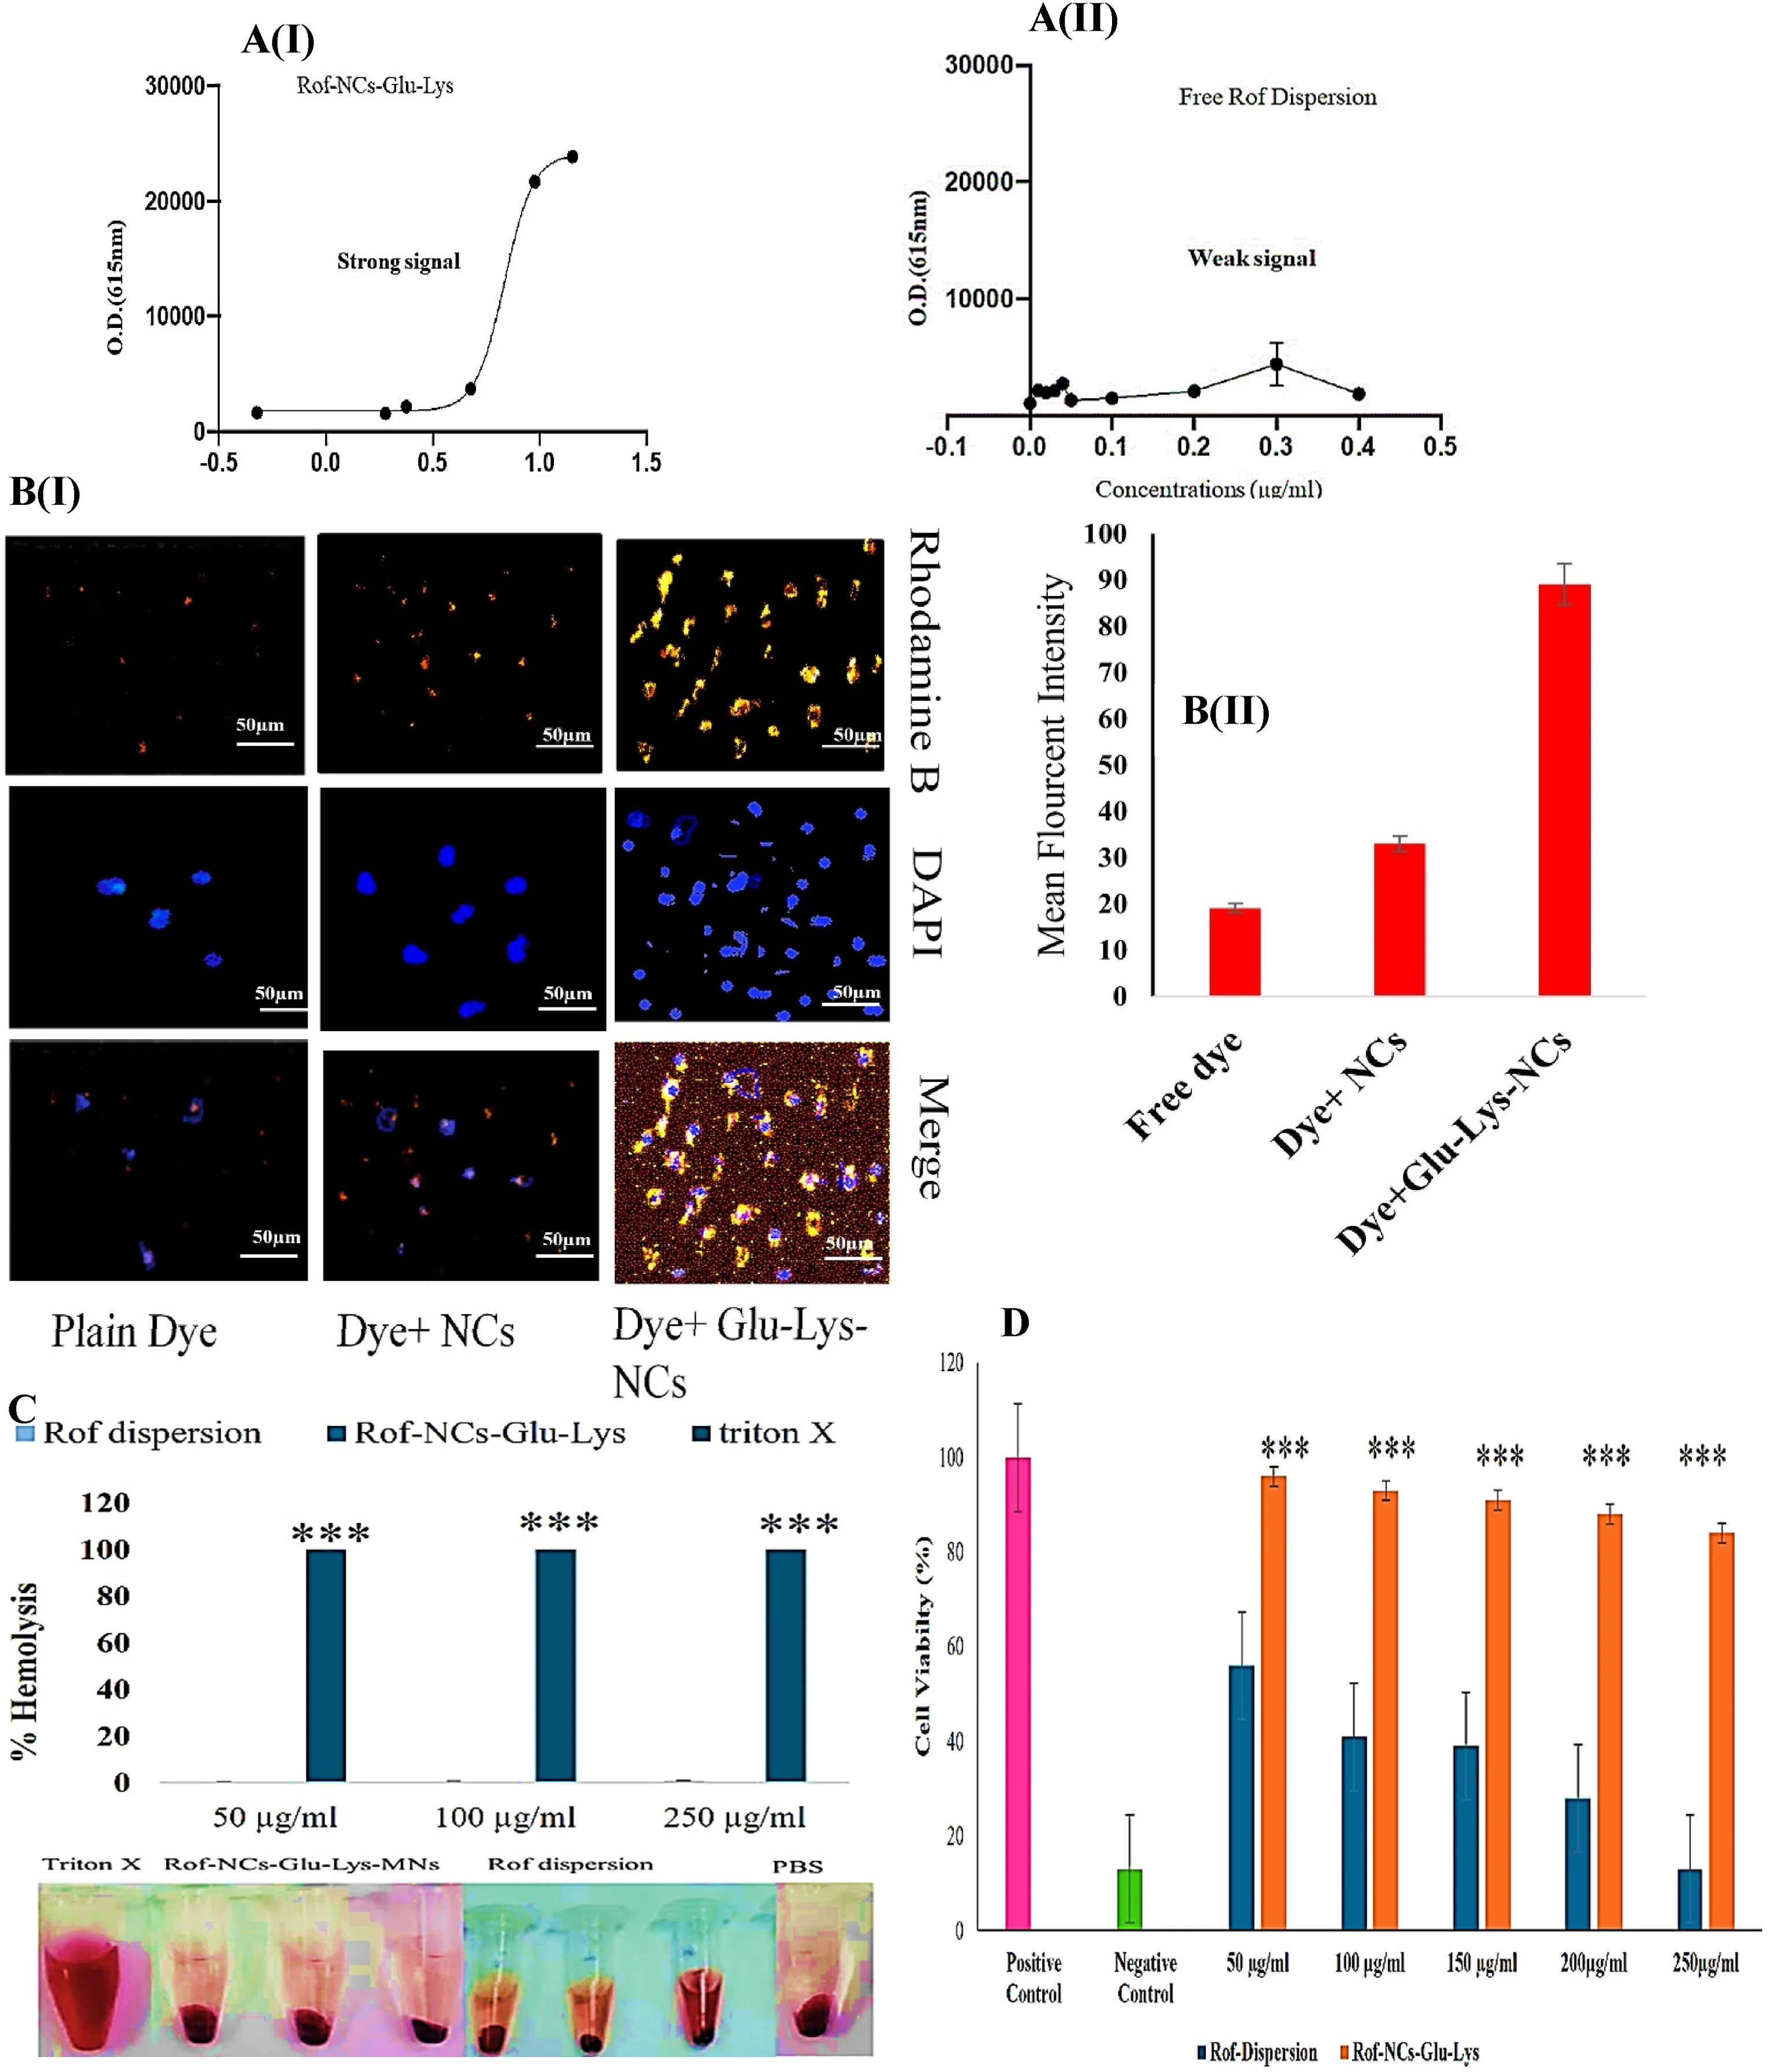 A(I)
Rof-NCs-Glu-Lys
30000
20000
10000
0
O.D.(615nm)
Strong signal
-0.5
0.0
0.5
1.0
1.5
A(II)
Free Rof Dispersion
30000
20000
10000
O.D.(615nm)
Weak signal
-0.1
0.0
0.1
0.2
0.3
0.4
0.5
Concentrations (µg/ml)
B(I)
50µm
50µm
50µm
Rhodamine B
50µm
50µm
50µm
DAPI
50µm
50µm
50µm
Merge
Plain Dye
Dye+ NCs
Dye+ Glu-Lys-
NCs
B(II)
Mean Flourcent Intensity
100
90
80
70
60
50
40
30
20
10
0
Free dye
Dye+ NCs
Dye+Glu-Lys-NCs
C
Rof dispersion
Rof-NCs-Glu-Lys
triton X
% Hemolysis
120
100
80
60
40
20
0
***
***
***
50 µg/ml
100 µg/ml
250 µg/ml
Triton X
Rof-NCs-Glu-Lys-MNs
Rof dispersion
PBS
D
Cell Viability (%)
120
100
80
60
40
20
0
***
***
***
***
***
Positive
Control
Negative
Control
50 µg/ml
100 µg/ml
150 µg/ml
200µg/ml
250µg/ml
Rof-Dispersion
Rof-NCs-Glu-Lys